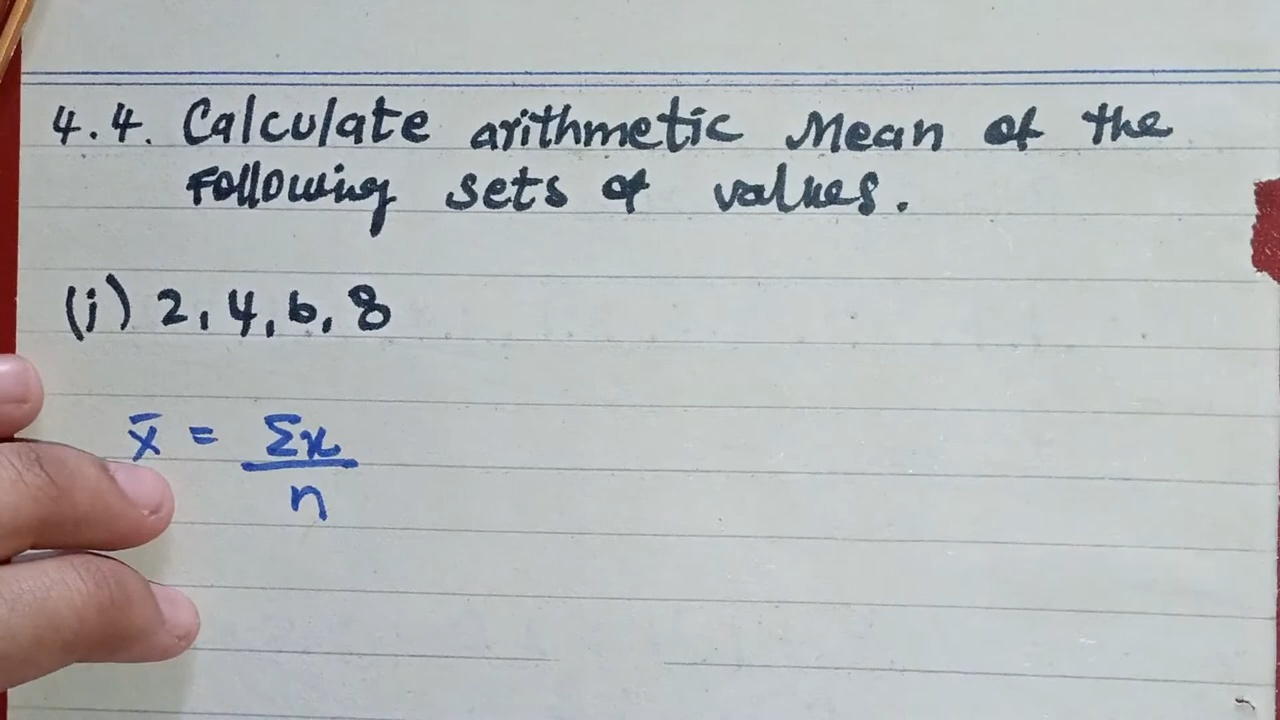 4.4. Calculate arithmetic Mean of the
Following sets of values.
(i) 2, 4, 6, 8
x̄ = Σx
n